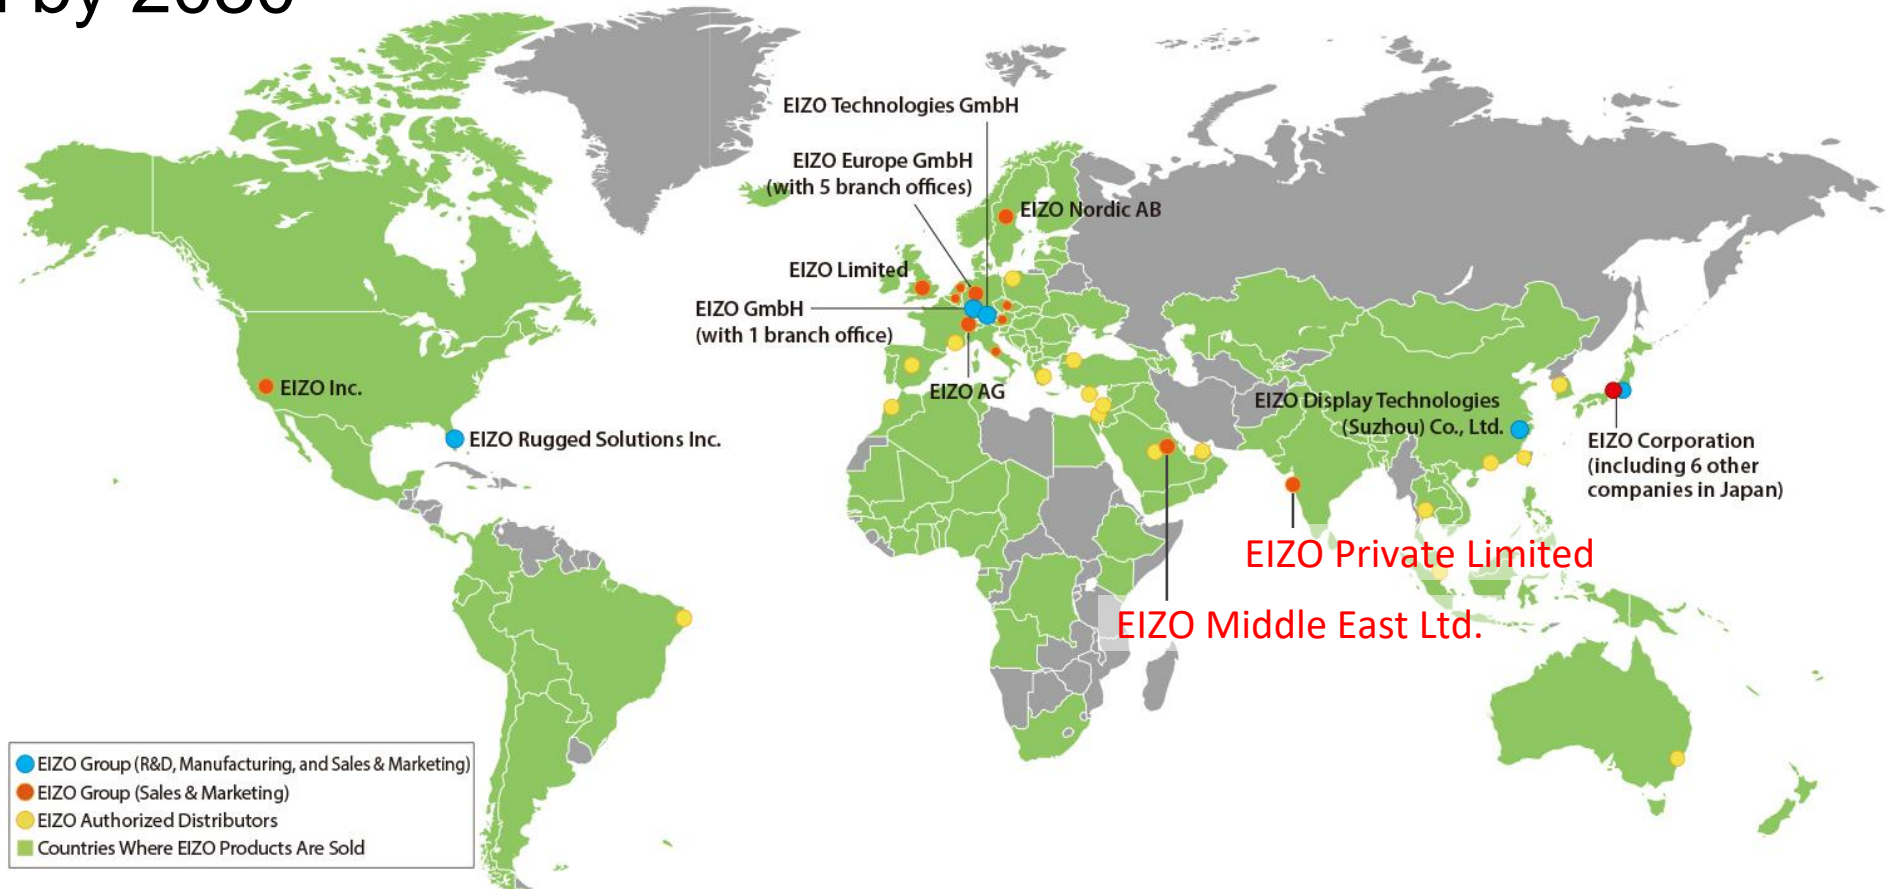 by 2030
EIZO Technologies GmbH
EIZO Europe GmbH
(with 5 branch offices)
EIZO Nordic AB
EIZO Limited
EIZO GmbH
(with 1 branch office)
EIZO AG
EIZO Inc.
EIZO Rugged Solutions Inc.
EIZO Display Technologies
(Suzhou) Co., Ltd.
EIZO Corporation
(including 6 other
companies in Japan)
EIZO Private Limited
EIZO Middle East Ltd.
EIZO Group (R&D, Manufacturing, and Sales & Marketing)
EIZO Group (Sales & Marketing)
EIZO Authorized Distributors
Countries Where EIZO Products Are Sold